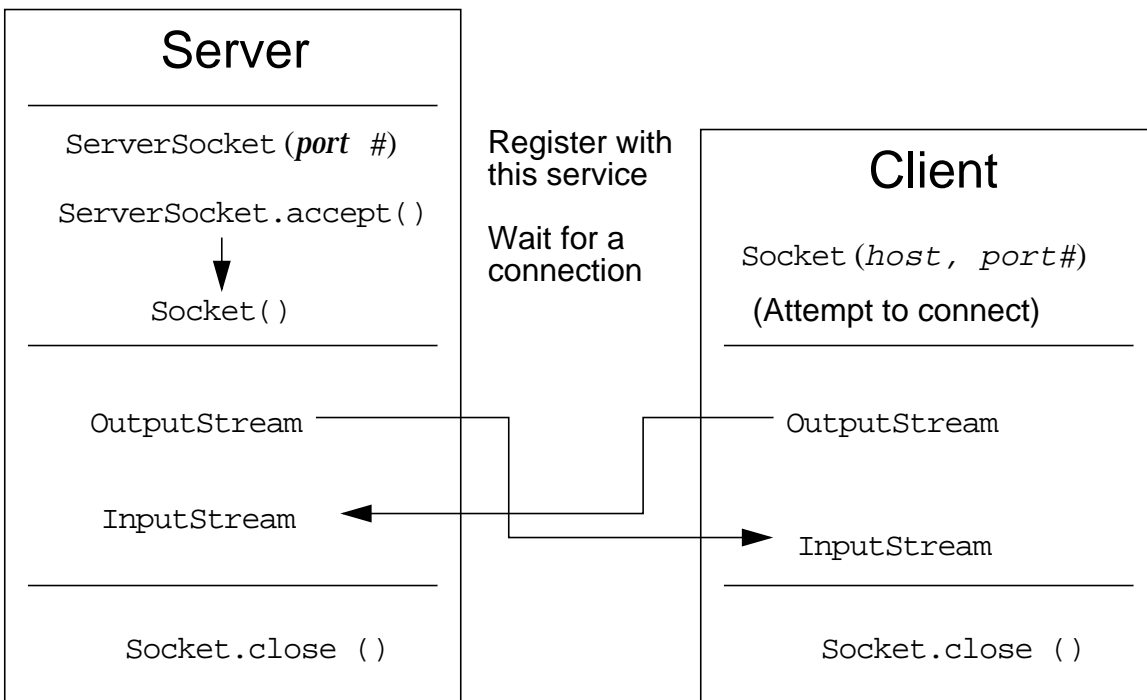 Server
ServerSocket (port #)
ServerSocket.accept()
Socket()
OutputStream
InputStream
Socket.close ()
Register with
this service
Wait for a
connection
Client
Socket (host, port#)
(Attempt to connect)
OutputStream
InputStream
Socket.close ()